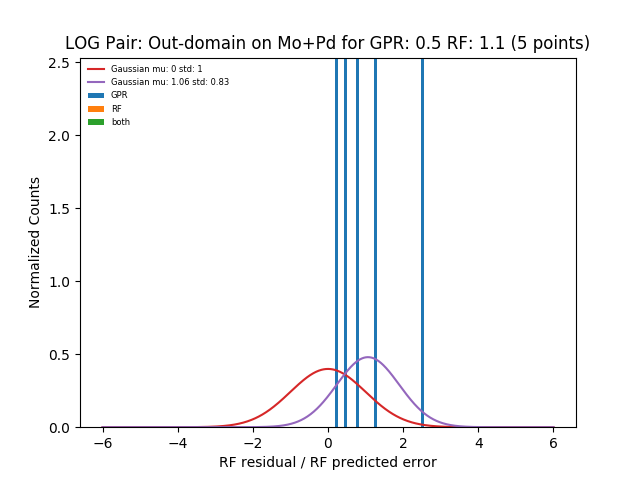 LOG Pair: Out-domain on Mo+Pd for GPR: 0.5 RF: 1.1 (5 points)
Gaussian mu: 0 std: 1
Gaussian mu: 1.06 std: 0.83
GPR
RF
both
2.5
2.0
1.5
1.0
0.5
0.0
Normalized Counts
−6 −4 −2 0 2 4 6
RF residual / RF predicted error